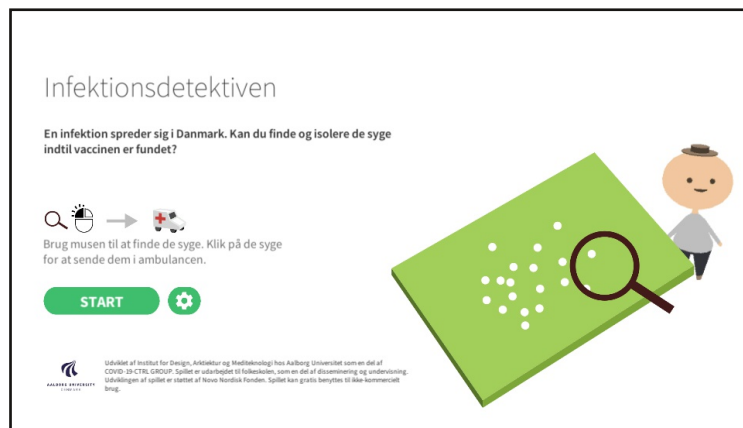 Infektionsdetektiven
En infektion spreder sig i Danmark. Kan du finde og isolere de syge
indtil vaccinen er fundet?
Brug musen til at finde de syge. Klik på de syge
for at sende dem i ambulancen.
START
Udviklet af Institut for Design, Arktiektur og Mediteknologi hos Aalborg Universitet som en del af
COVID-19-CTRL GROUP. Spillet er udarbejdet til folkeskolen, som en del af disseminering og undervisning.
Udviklingen af spillet er støttet af Novo Nordisk Fonden. Spillet kan gratis benyttes til ikke-kommercielt
brug.
AALBORG UNIVERSITY